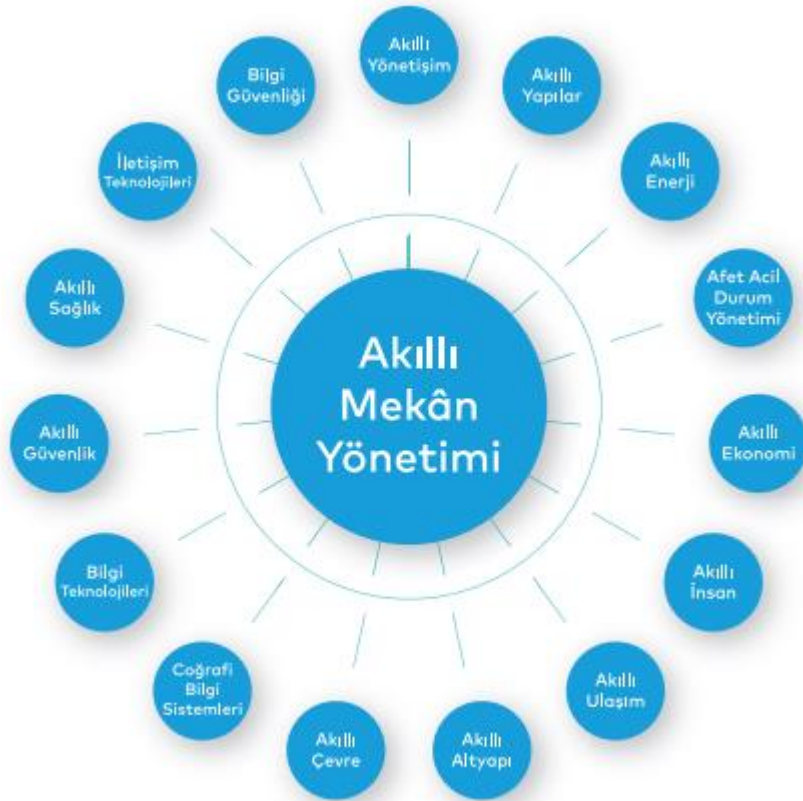 Akıllı
Yönetişim
Akıllı
Yapılar
Akıllı
Enerji
Afet Acil
Durum
Yönetimi
Akıllı
Ekonomi
Akıllı
İnsan
Akıllı
Ulaşım
Akıllı
Altyapı
Akıllı
Çevre
Coğrafi
Bilgi
Sistemleri
Bilgi
Teknolojileri
Akıllı
Güvenlik
Akıllı
Sağlık
İletişim
Teknolojileri
Bilgi
Güvenliği
Akıllı
Mekân
Yönetimi